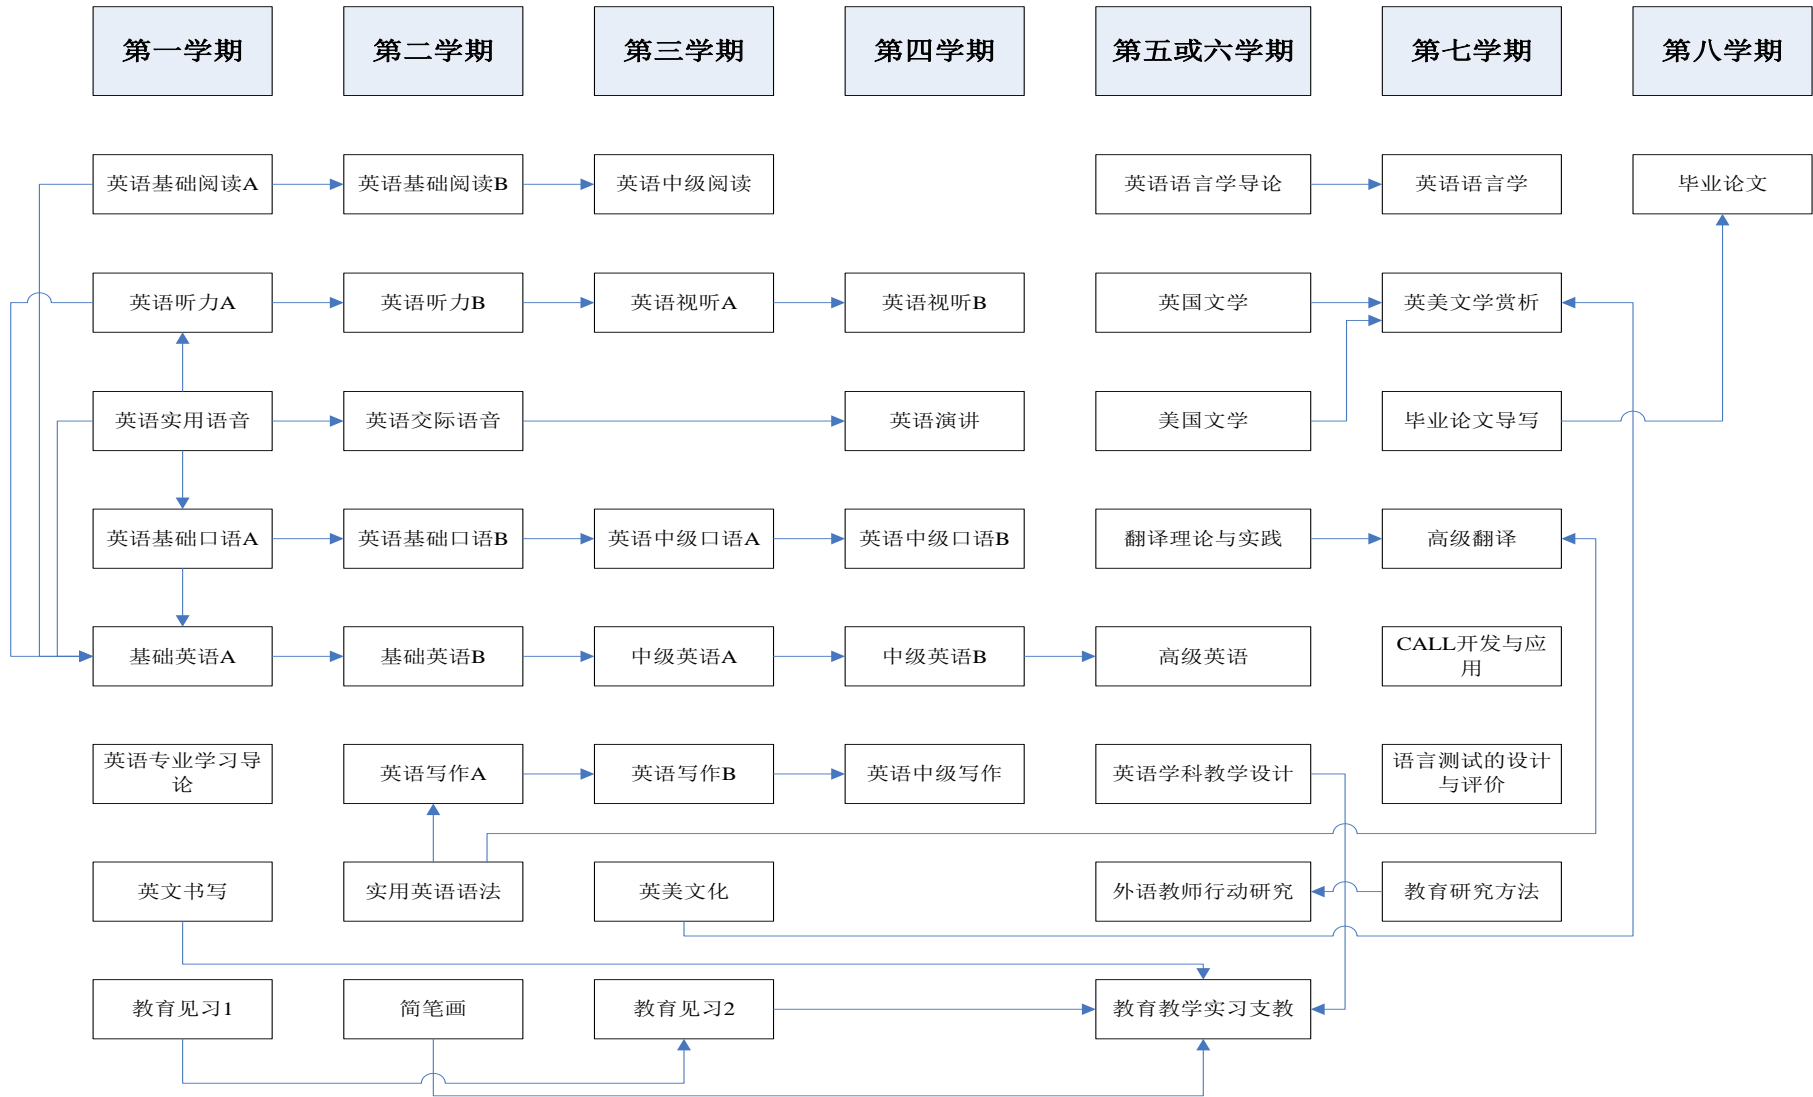 第一学期
第二学期
第三学期
第四学期
第五或六学期
第七学期
第八学期
英语基础阅读A
英语基础阅读B
英语中级阅读
英语语言学导论
英语语言学
毕业论文
英语听力A
英语听力B
英语视听A
英语视听B
英国文学
英美文学赏析
英语实用语音
英语交际语音
英语演讲
美国文学
毕业论文导写
英语基础口语A
英语基础口语B
英语中级口语A
英语中级口语B
翻译理论与实践
高级翻译
基础英语A
基础英语B
中级英语A
中级英语B
高级英语
CALL开发与应
用
英语专业学习导
论
英语写作A
英语写作B
英语中级写作
英语学科教学设计
语言测试的设计
与评价
英文书写
实用英语语法
英美文化
外语教师行动研究
教育研究方法
教育见习1
简笔画
教育见习2
教育教学实习支教